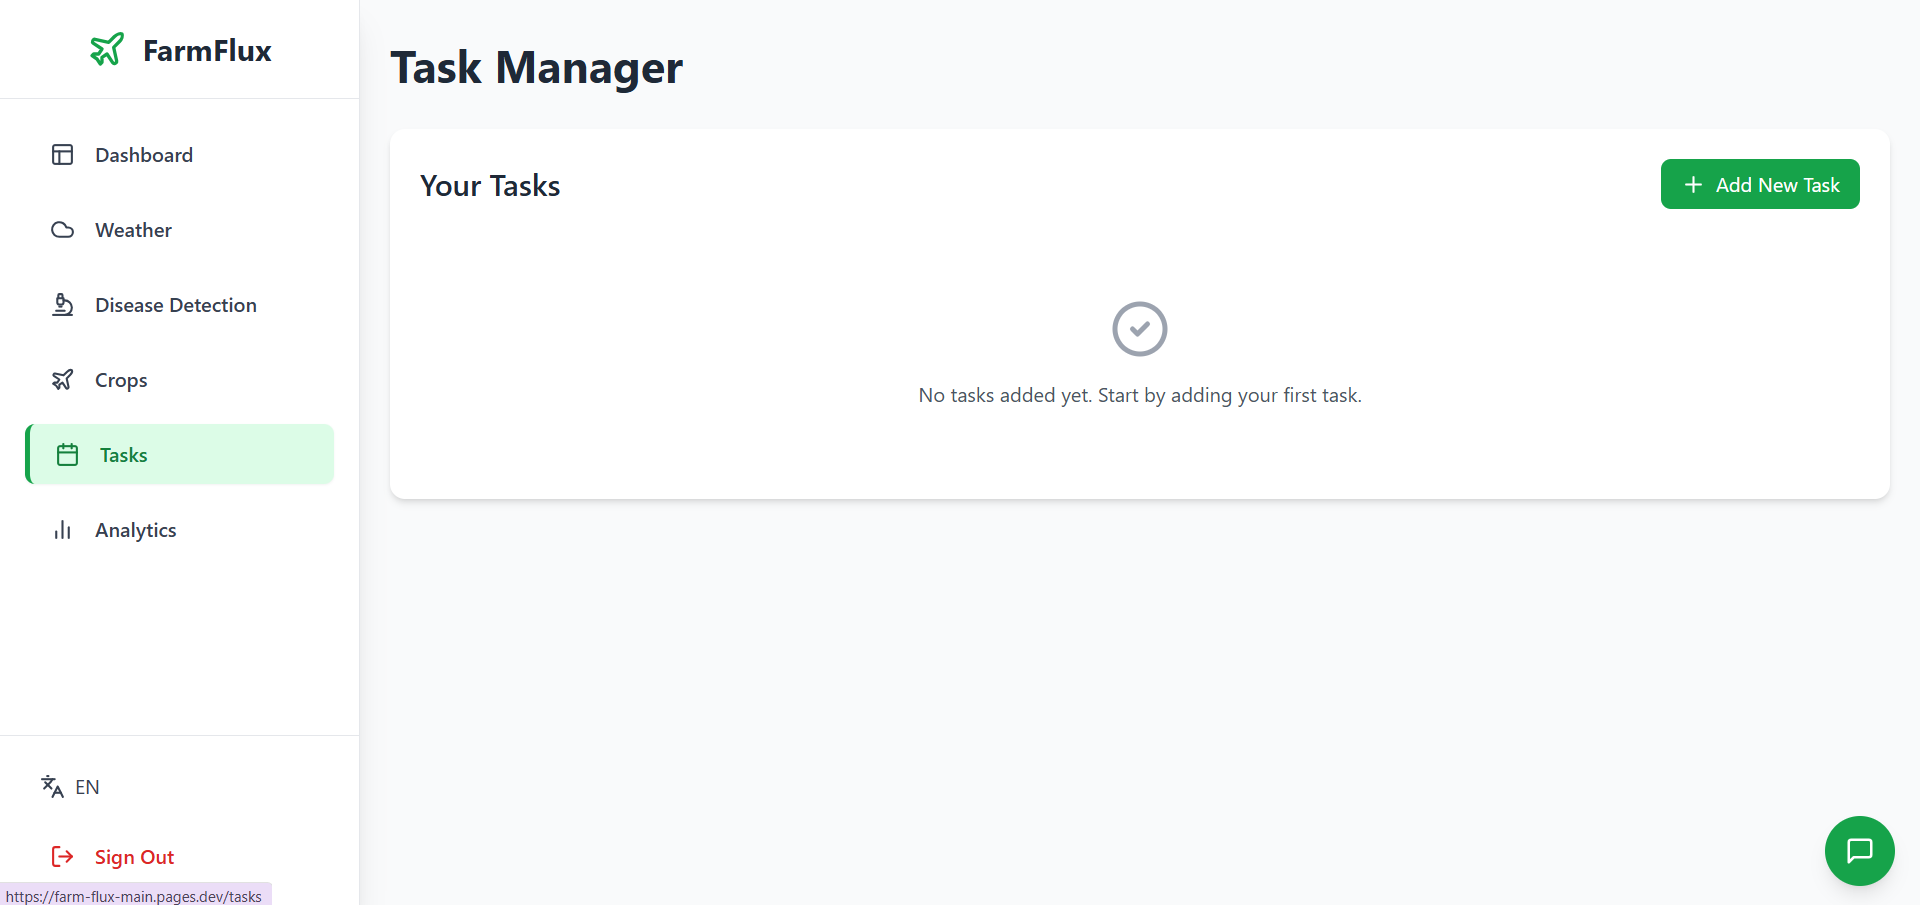 FarmFlux
Dashboard
Weather
Disease Detection
Crops
Tasks
Analytics
EN
Sign Out
https://farm-flux-main.pages.dev/tasks
Task Manager
Your Tasks
Add New Task
No tasks added yet. Start by adding your first task.